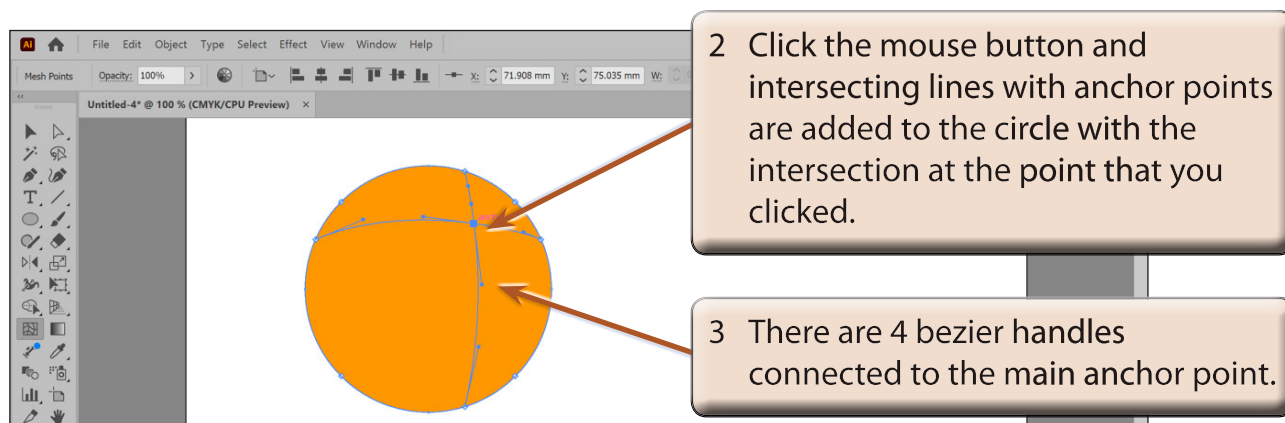 Ai File Edit Object Type Select Effect View Window Help
Mesh Points Opacity: 100% X: 71.908 mm Y: 75.035 mm W:
Untitled-4* @ 100 % (CMYK/CPU Preview) ×
2 Click the mouse button and
intersecting lines with anchor points
are added to the circle with the
intersection at the point that you
clicked.
3 There are 4 bezier handles
connected to the main anchor point.